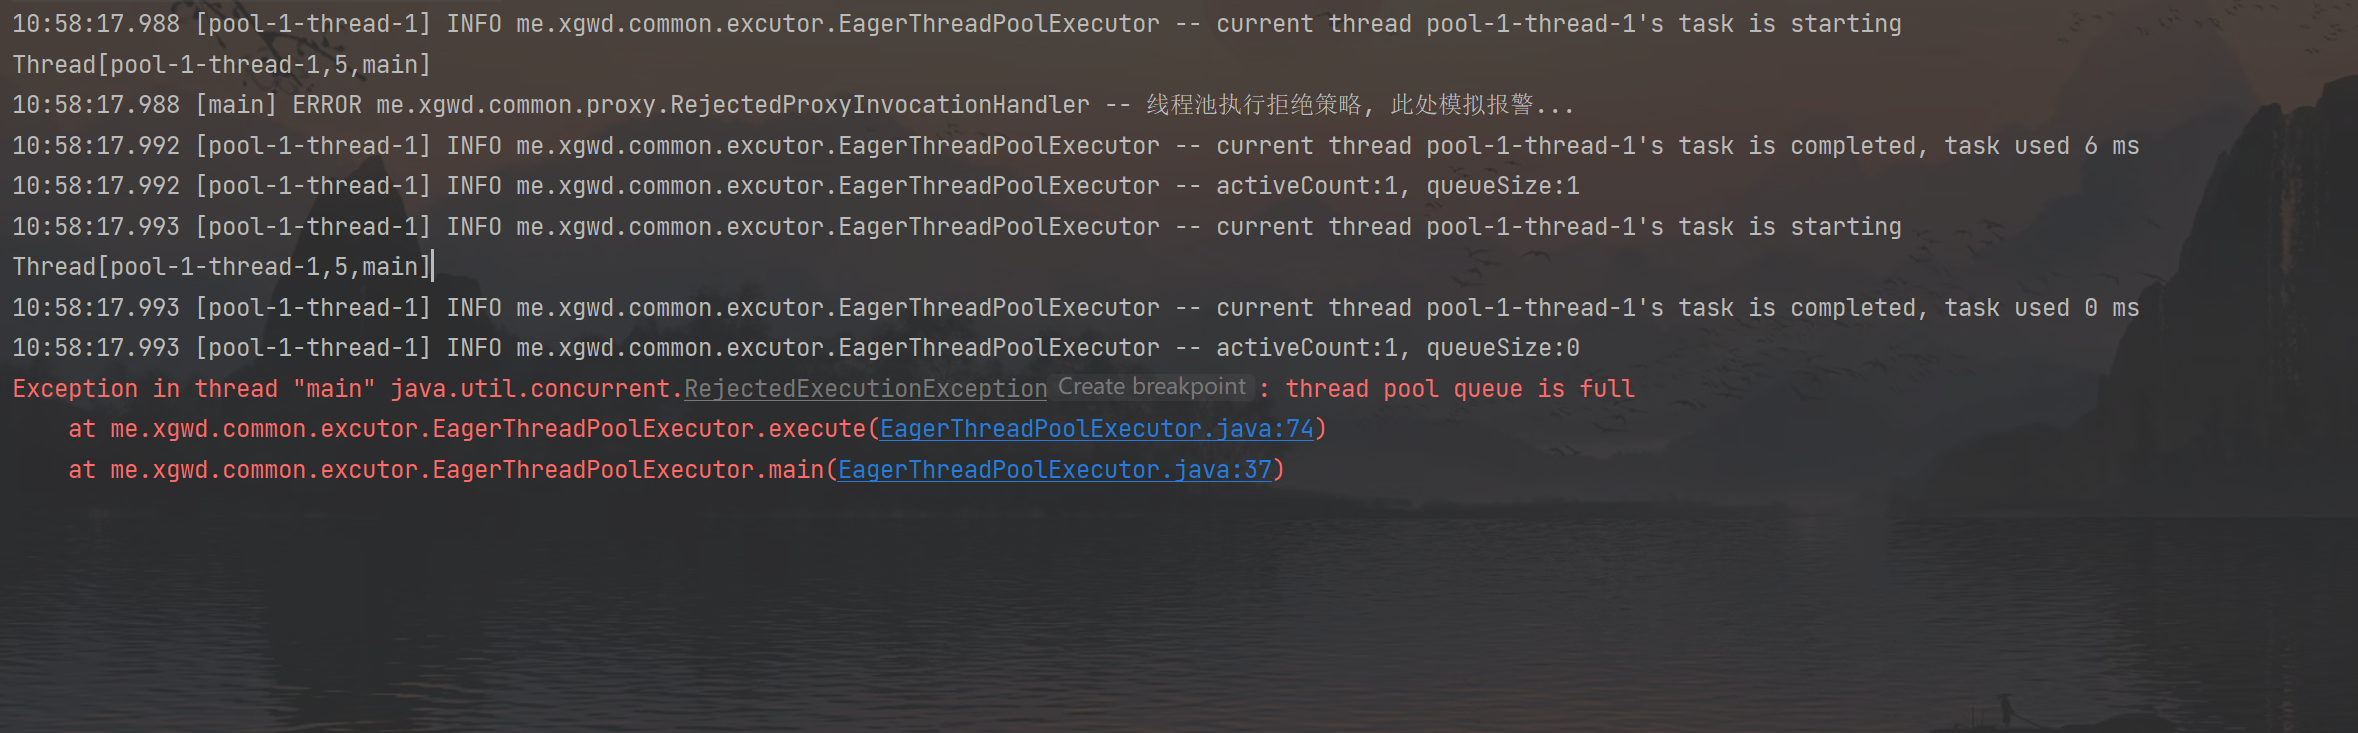 10:58:17.988 [pool-1-thread-1] INFO me.xgwd.common.excutor.EagerThreadPoolExecutor -- current thread pool-1-thread-1's task is starting
Thread[pool-1-thread-1,5,main]
10:58:17.988 [main] ERROR me.xgwd.common.proxy.RejectedProxyInvocationHandler -- 线程池执行拒绝策略, 此处模拟报警...
10:58:17.992 [pool-1-thread-1] INFO me.xgwd.common.excutor.EagerThreadPoolExecutor -- current thread pool-1-thread-1's task is completed, task used 6 ms
10:58:17.992 [pool-1-thread-1] INFO me.xgwd.common.excutor.EagerThreadPoolExecutor -- activeCount:1, queueSize:1
10:58:17.993 [pool-1-thread-1] INFO me.xgwd.common.excutor.EagerThreadPoolExecutor -- current thread pool-1-thread-1's task is starting
Thread[pool-1-thread-1,5,main]
10:58:17.993 [pool-1-thread-1] INFO me.xgwd.common.excutor.EagerThreadPoolExecutor -- current thread pool-1-thread-1's task is completed, task used 0 ms
10:58:17.993 [pool-1-thread-1] INFO me.xgwd.common.excutor.EagerThreadPoolExecutor -- activeCount:1, queueSize:0
Exception in thread "main" java.util.concurrent.RejectedExecutionException Create breakpoint : thread pool queue is full
    at me.xgwd.common.excutor.EagerThreadPoolExecutor.execute(EagerThreadPoolExecutor.java:74)
    at me.xgwd.common.excutor.EagerThreadPoolExecutor.main(EagerThreadPoolExecutor.java:37)